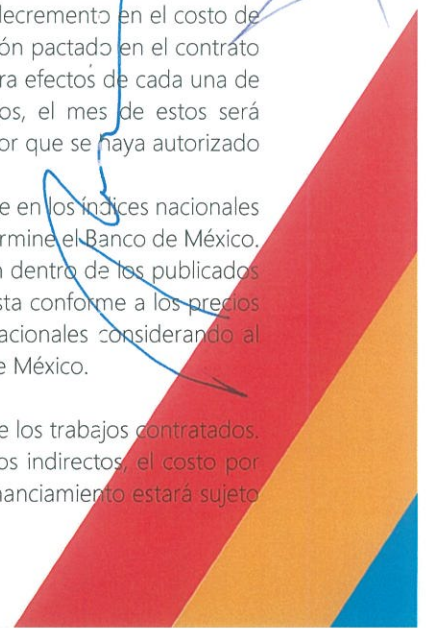 decremento en el costo de
ón pactado en el contrato
ra efectos de cada una de
os, el mes de estos será
or que se haya autorizado
e en los índices nacionales
rmine el Banco de México.
n dentro de los publicados
sta conforme a los precios
acionales considerando al
e México.
e los trabajos contratados.
os indirectos, el costo por
nanciamiento estará sujeto